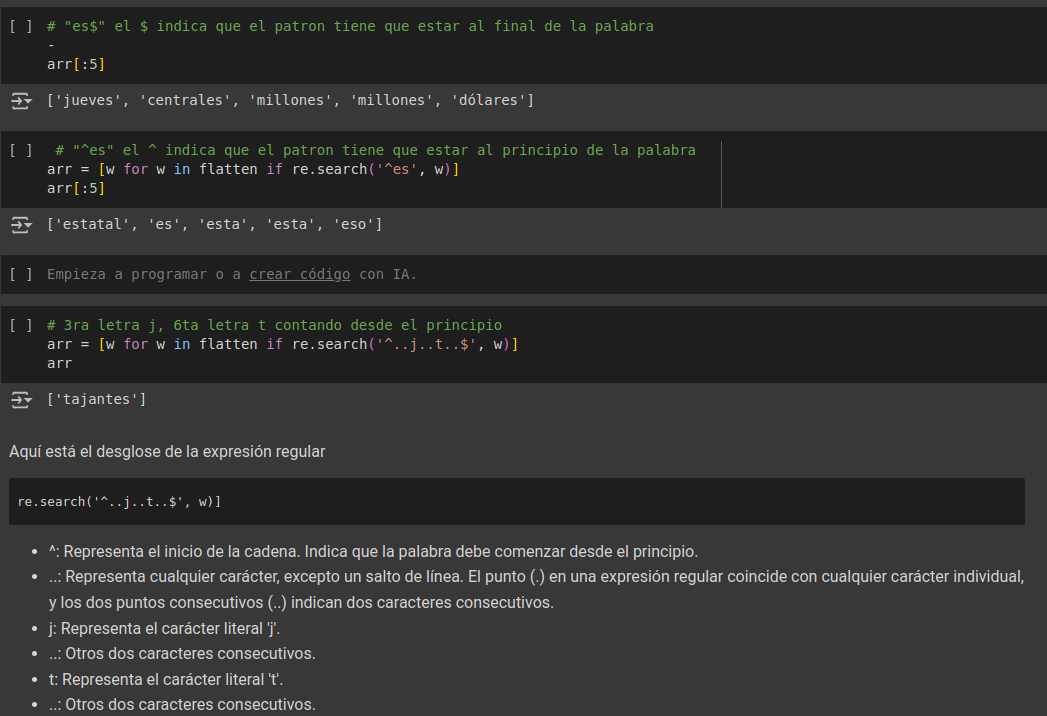 [ ] # "es$" el $ indica que el patron tiene que estar al final de la palabra
-
arr[:5]
['jueves', 'centrales', 'millones', 'millones', 'dólares']
[ ] # "^es" el ^ indica que el patron tiene que estar al principio de la palabra
arr = [w for w in flatten if re.search('^es', w)]
arr[:5]
['estatal', 'es', 'esta', 'esta', 'eso']
[ ] Empieza a programar o a crear código con IA.
[ ] # 3ra letra j, 6ta letra t contando desde el principio
arr = [w for w in flatten if re.search('^..j..t..$', w)]
arr
['tajantes']
Aquí está el desglose de la expresión regular
re.search('^..j..t..$', w)]
• ^: Representa el inicio de la cadena. Indica que la palabra debe comenzar desde el principio.
• ..: Representa cualquier carácter, excepto un salto de línea. El punto (.) en una expresión regular coincide con cualquier carácter individual,
y los dos puntos consecutivos (..) indican dos caracteres consecutivos.
• j: Representa el carácter literal 'j'.
• ..: Otros dos caracteres consecutivos.
• t: Representa el carácter literal 't'.
• ..: Otros dos caracteres consecutivos.